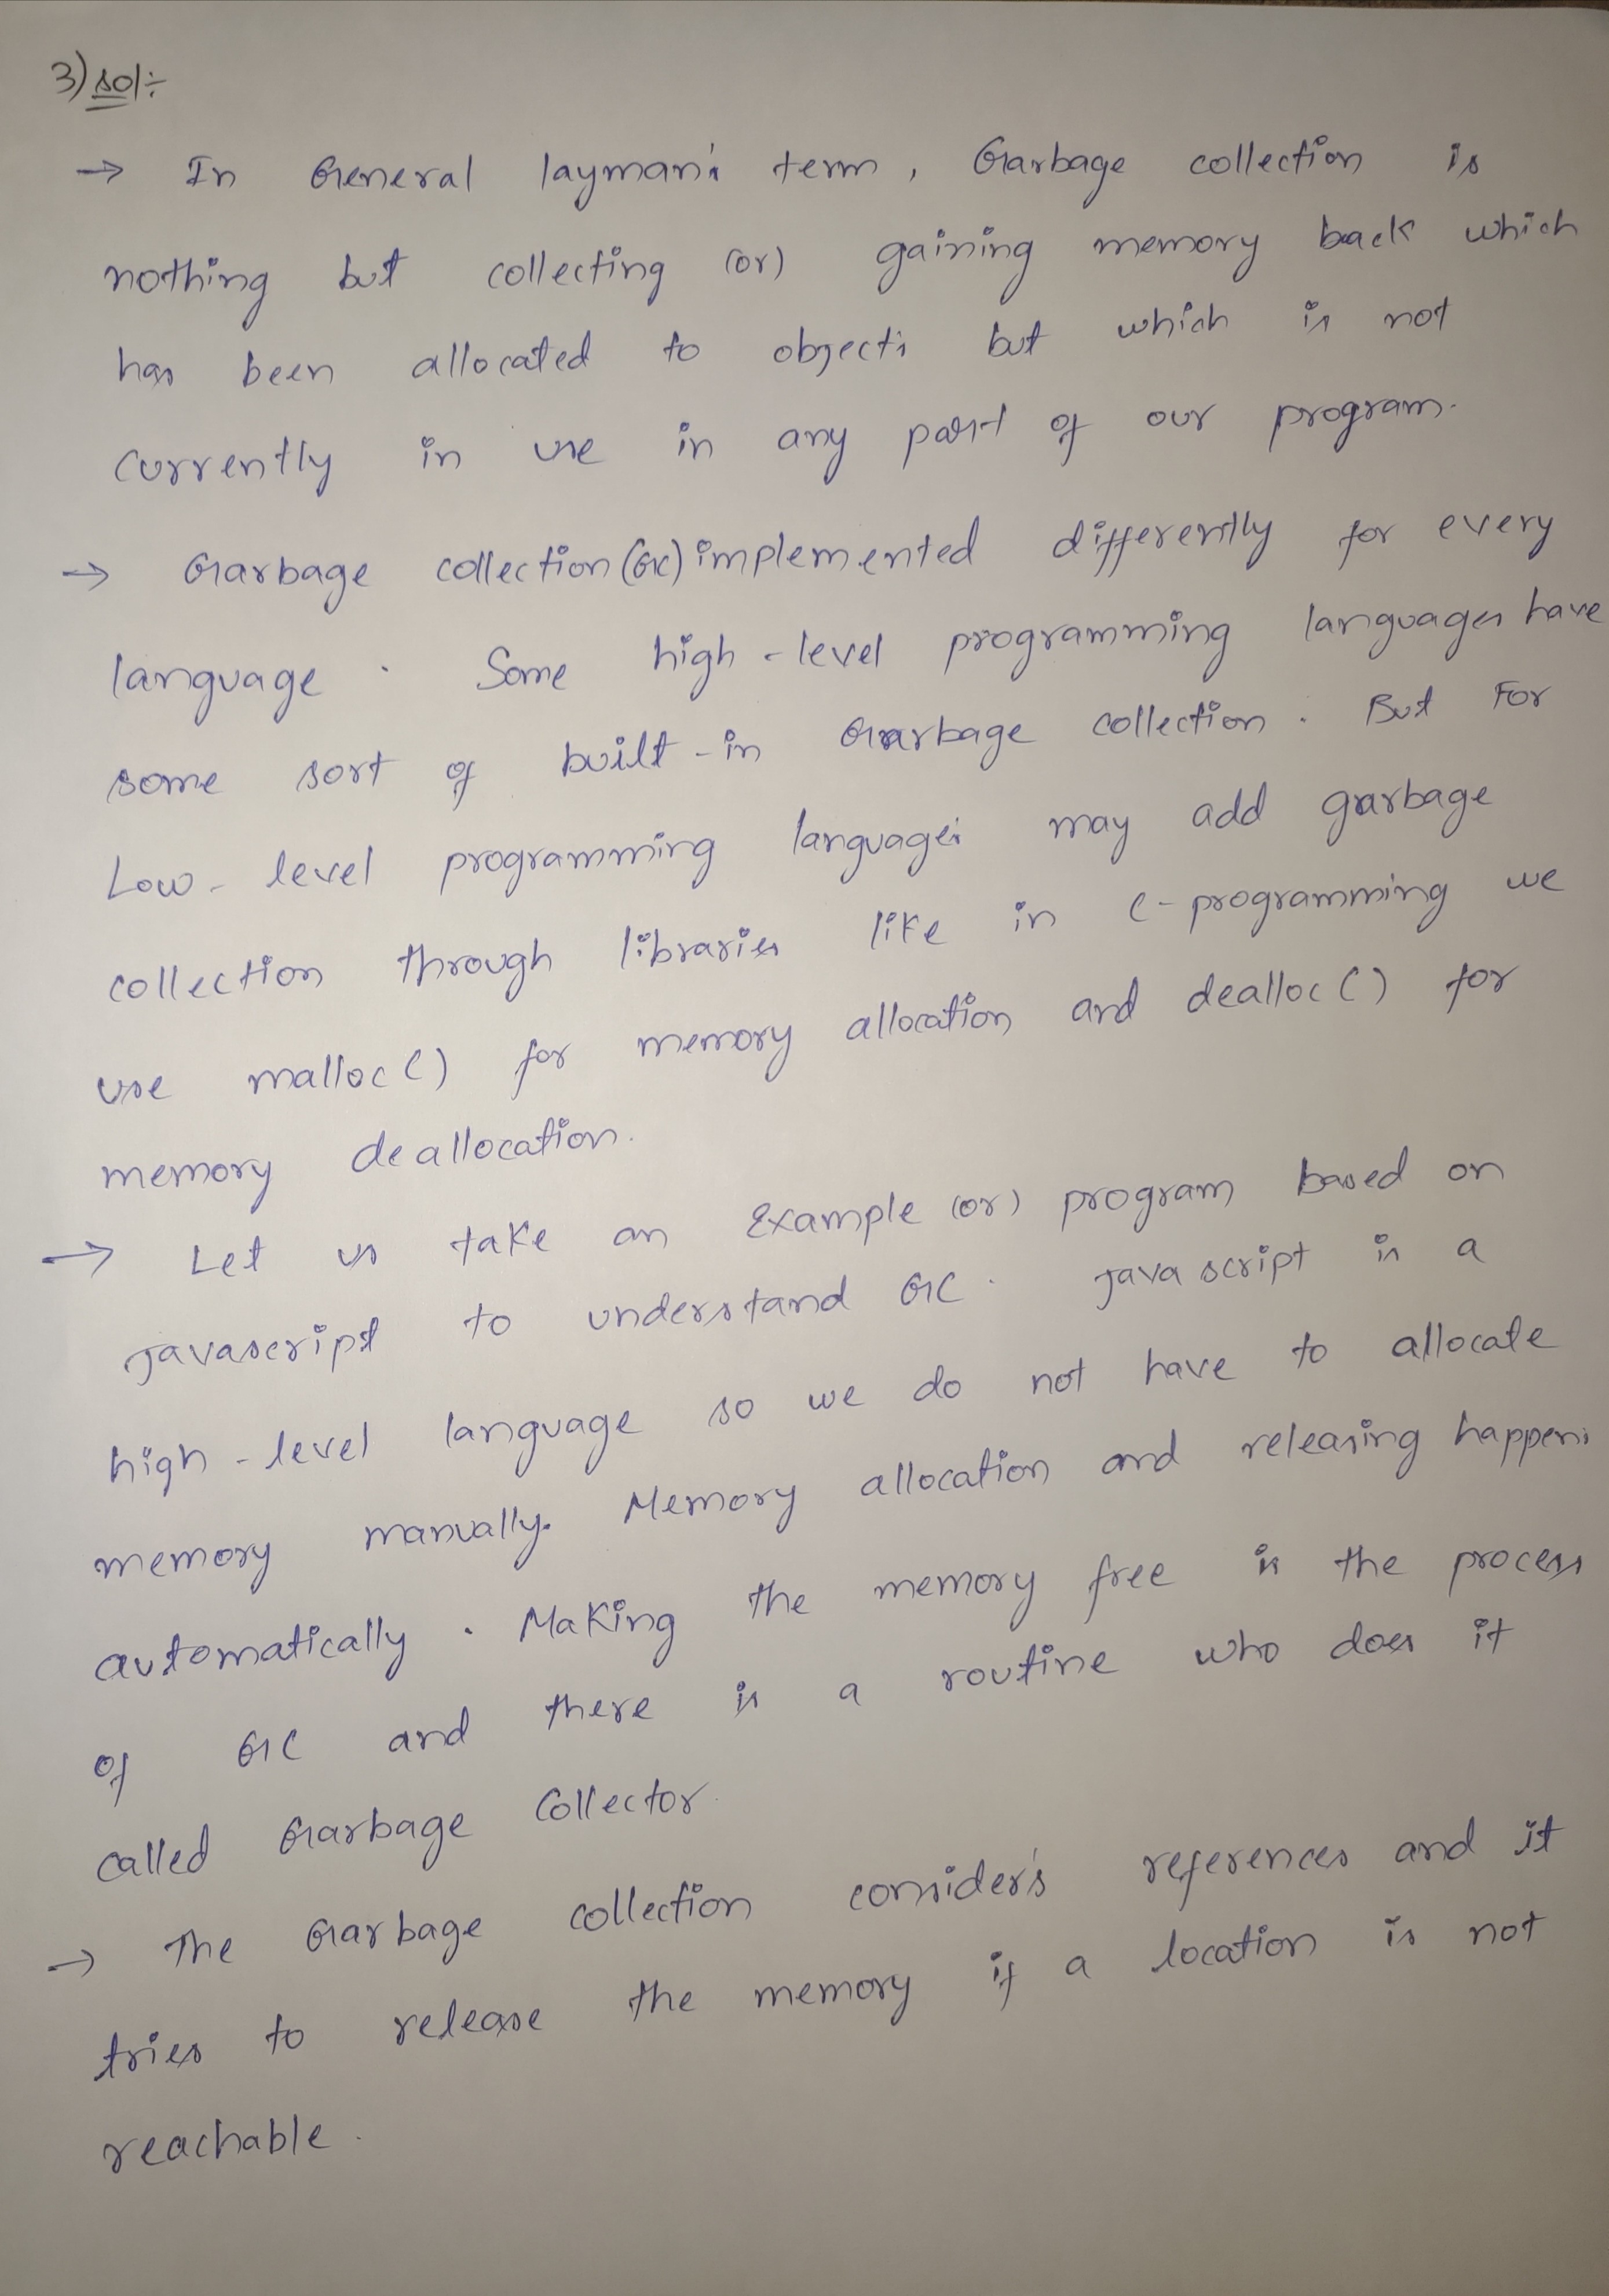 3) sol:-
→ In General layman's term, Garbage collection is
nothing but collecting (or) gaining memory back which
has been allocated to objects but which is not
currently in use in any part of our program.
→ Garbage collection (GC) implemented differently for every
language. Some high-level programming languages have
some sort of built-in Garbage collection. But For
Low-level programming languages may add garbage
collection through libraries like in C-programming we
use malloc() for memory allocation and dealloc() for
memory deallocation.
→ Let us take an Example (or) program based on
Javascript to understand GC. Java script is a
high-level language so we do not have to allocate
memory manually. Memory allocation and releasing happens
automatically. Making the memory free is the process
of GC and there is a routine who does it
called Garbage Collector.
→ The Garbage collection consider's references and it
tries to release the memory if a location is not
reachable.